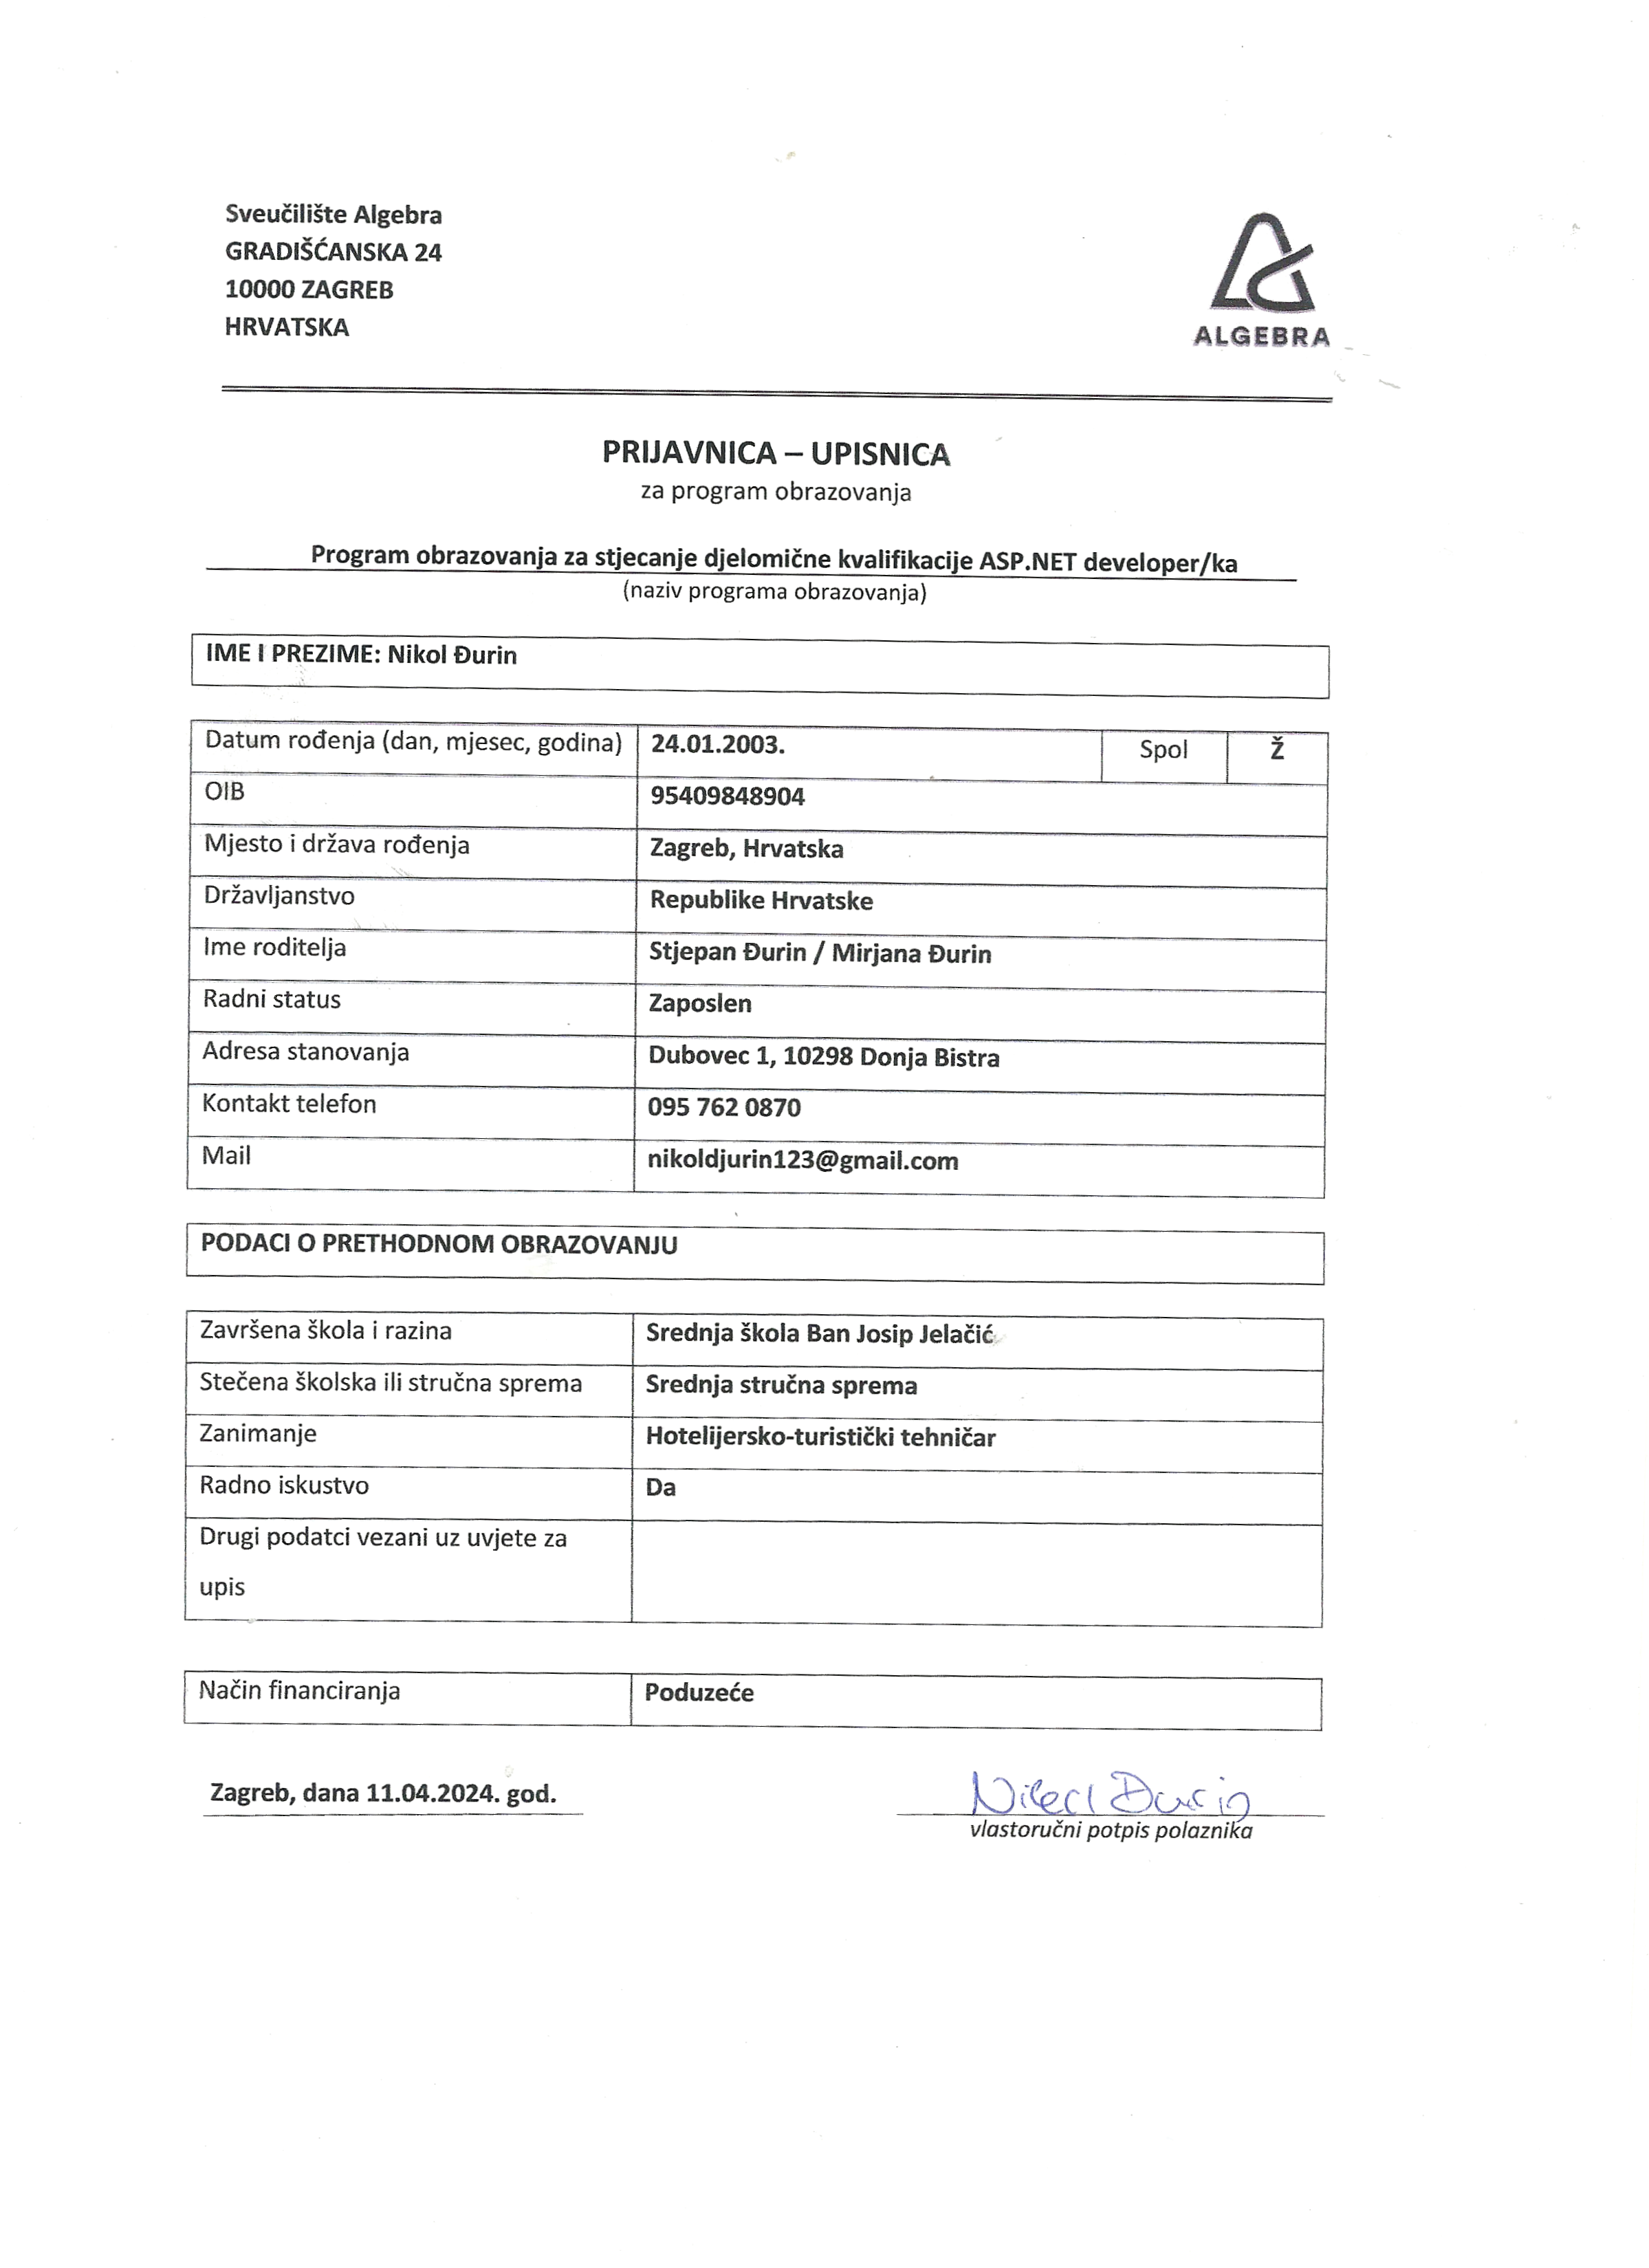 Sveučilište Algebra
GRADIŠĆANSKA 24
10000 ZAGREB
HRVATSKA
ALGEBRA
PRIJAVNICA – UPISNICA
za program obrazovanja
Program obrazovanja za stjecanje djelomične kvalifikacije ASP.NET developer/ka
(naziv programa obrazovanja)
IME I PREZIME: Nikol Đurin
Datum rođenja (dan, mjesec, godina) 24.01.2003. Spol Ž
OIB 95409848904
Mjesto i država rođenja Zagreb, Hrvatska
Državljanstvo Republike Hrvatske
Ime roditelja Stjepan Đurin / Mirjana Đurin
Radni status Zaposlen
Adresa stanovanja Dubovec 1, 10298 Donja Bistra
Kontakt telefon 095 762 0870
Mail nikoldjurin123@gmail.com
PODACI O PRETHODNOM OBRAZOVANJU
Završena škola i razina Srednja škola Ban Josip Jelačić
Stečena školska ili stručna sprema Srednja stručna sprema
Zanimanje Hotelijersko-turistički tehničar
Radno iskustvo Da
Drugi podatci vezani uz uvjete za
upis
Način financiranja Poduzeće
Zagreb, dana 11.04.2024. god.
Nikol Đurin
vlastoručni potpis polaznika